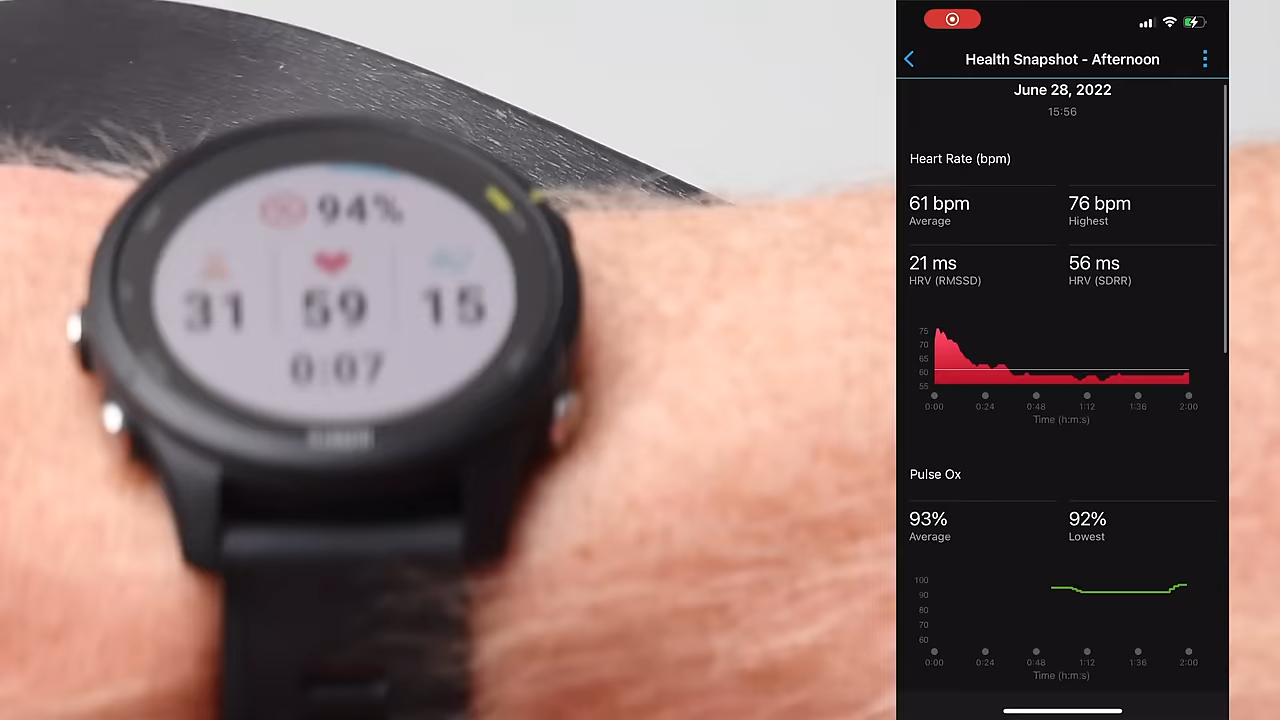 94%
31 59 15
0:07
Health Snapshot - Afternoon
June 28, 2022
15:56
Heart Rate (bpm)
61 bpm 76 bpm
Average Highest
21 ms 56 ms
HRV (RMSSD) HRV (SDRR)
75
70
65
60
55
0:00 0:24 0:48 1:12 1:36 2:00
Time (h:m:s)
Pulse Ox
93% 92%
Average Lowest
100
90
80
70
60
0:00 0:24 0:48 1:12 1:36 2:00
Time (h:m:s)